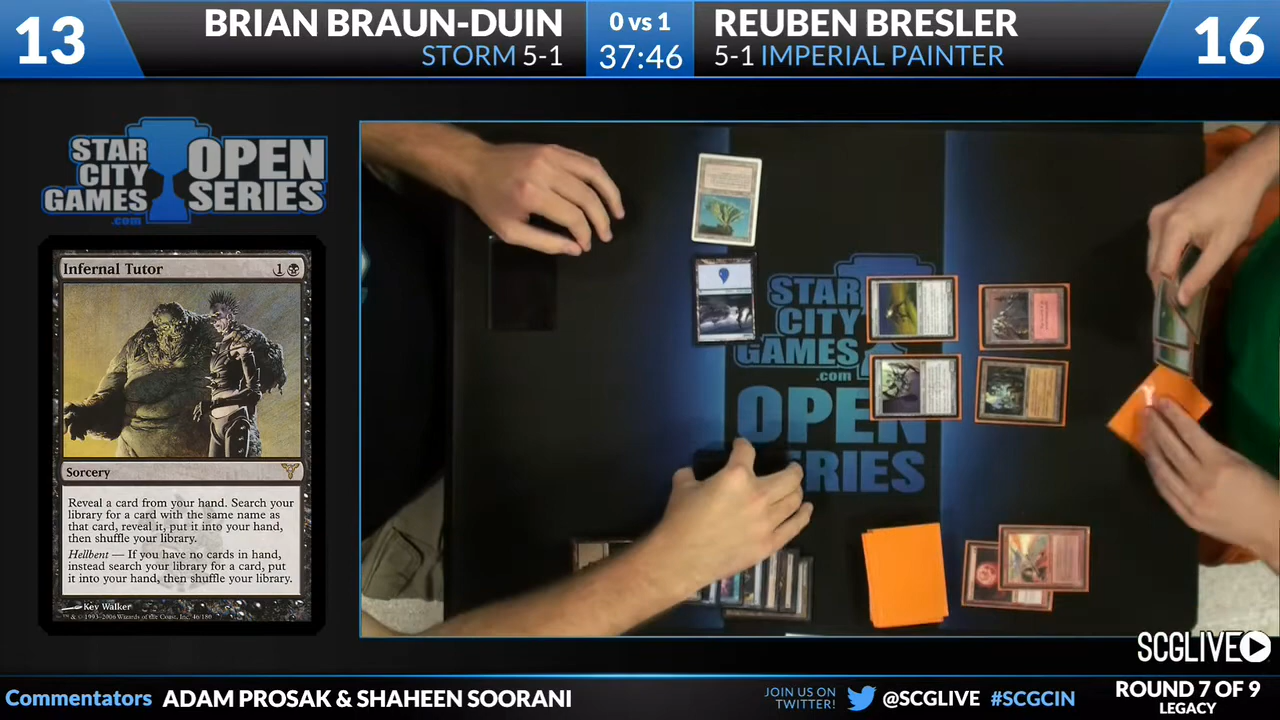 13
BRIAN BRAUN-DUIN
STORM 5-1
0 vs 1
37:46
REUBEN BRESLER
5-1 IMPERIAL PAINTER
16
STAR
CITY
GAMES
.com
OPEN
SERIES
Infernal Tutor 1
Sorcery
Reveal a card from your hand. Search your
library for a card with the same name as
that card, reveal it, put it into your hand,
then shuffle your library.
Hellbent — If you have no cards in hand,
instead search your library for a card, put
it into your hand, then shuffle your library.
Kev Walker
STAR
CITY
GAMES
.com
OPEN
SERIES
SCGLIVE
Commentators ADAM PROSAK & SHAHEEN SOORANI
JOIN US ON
TWITTER!
@SCGLIVE #SCGCIN
ROUND 7 OF 9
LEGACY